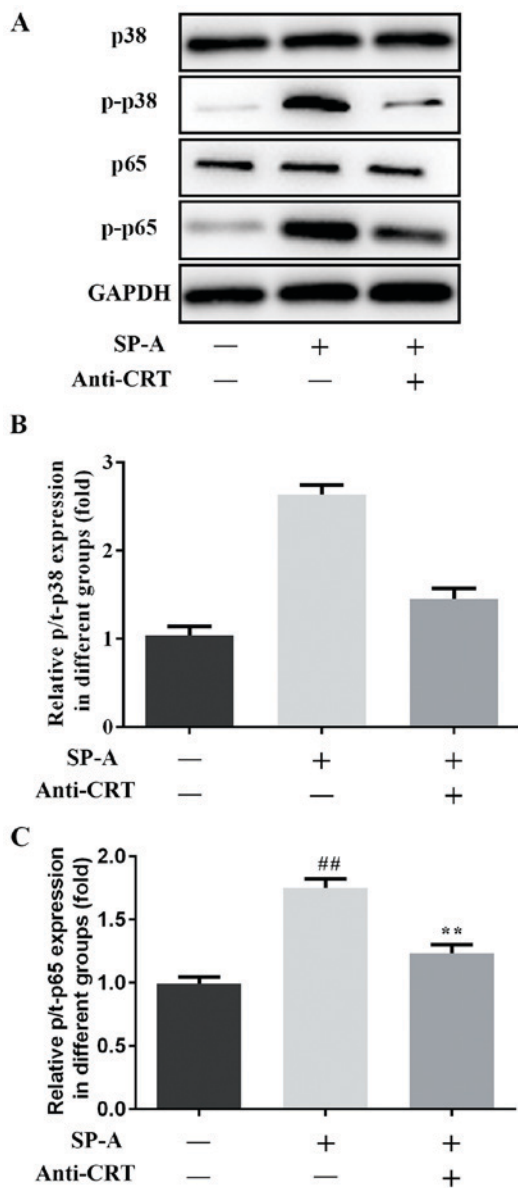 A
p38
p-p38
p65
p-p65
GAPDH
SP-A — + +
Anti-CRT — — +
B
Relative p/t-p38 expression
in different groups (fold)
3
2
1
0
SP-A — + +
Anti-CRT — — +
C
Relative p/t-p65 expression
in different groups (fold)
2.0
1.5
1.0
0.5
0.0
##
**
SP-A — + +
Anti-CRT — — +